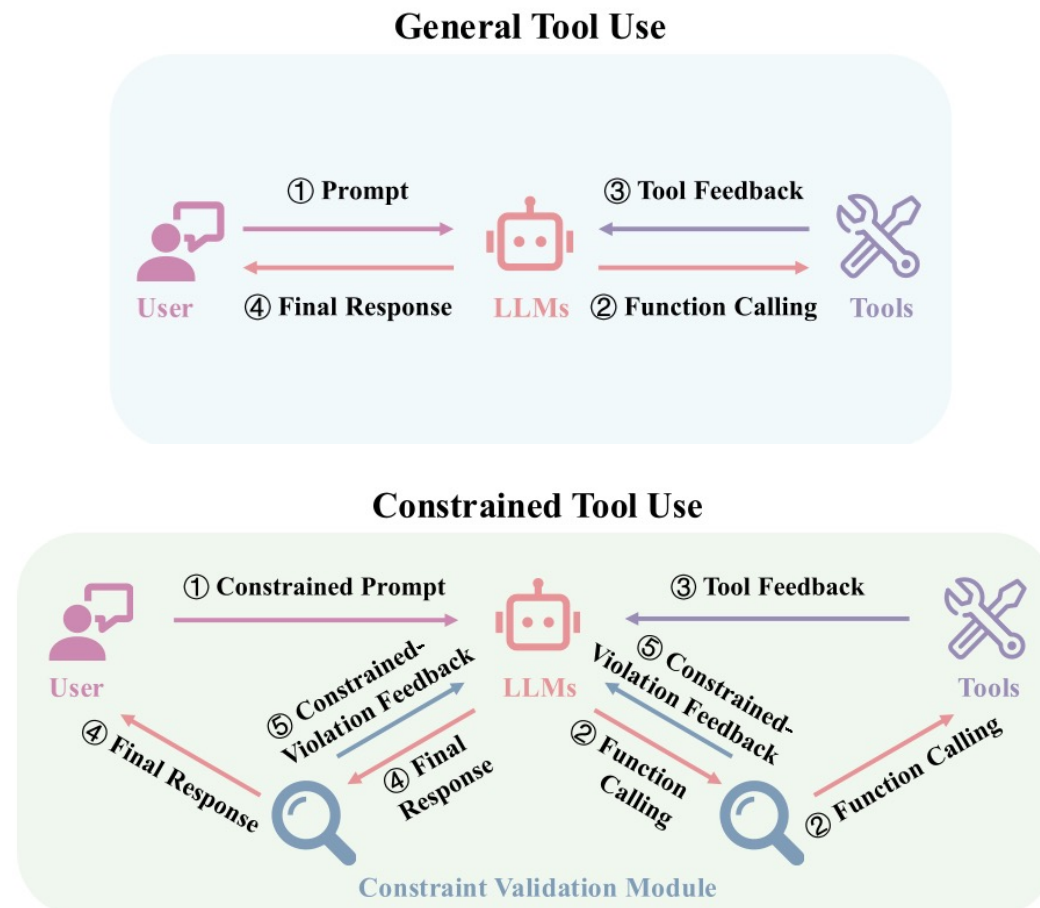 General Tool Use
① Prompt
③ Tool Feedback
User
④ Final Response
LLMs
② Function Calling
Tools
Constrained Tool Use
① Constrained Prompt
③ Tool Feedback
User
LLMs
Tools
⑤ Constrained-
Violation Feedback
⑤ Constrained-
Violation Feedback
④ Final Response
④ Final
Response
② Function
Calling
② Function Calling
Constraint Validation Module